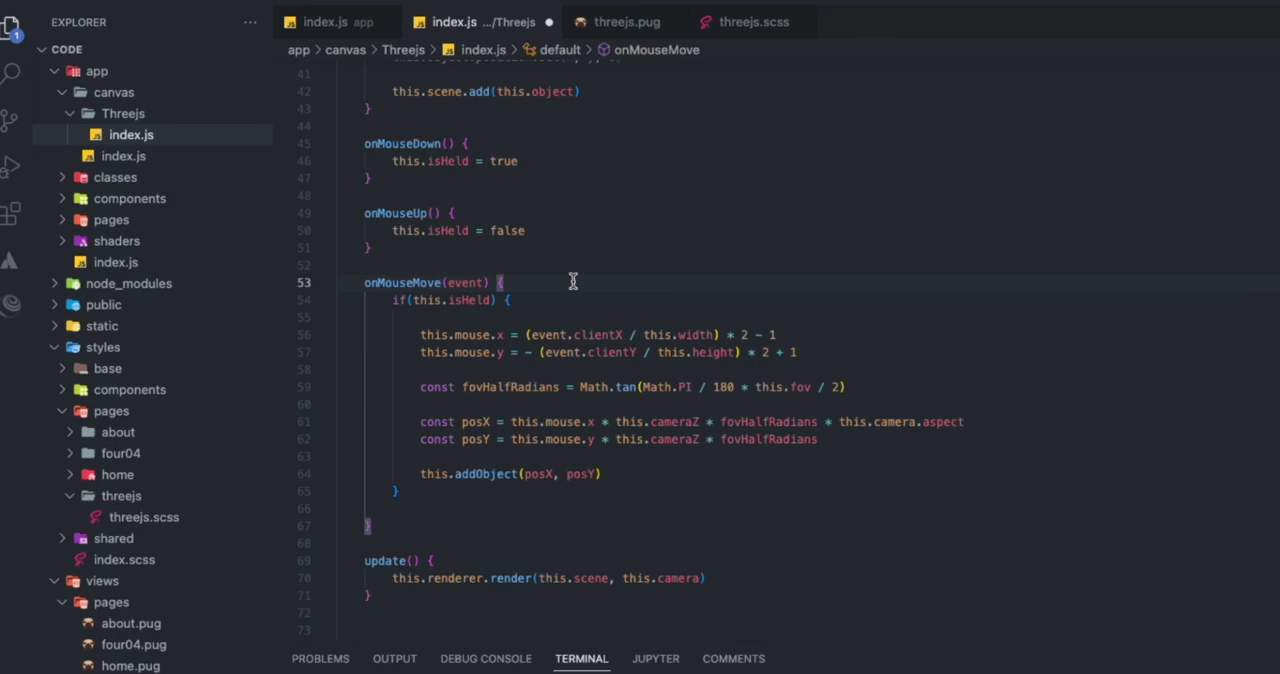 EXPLORER ...
index.js app index.js .../Threejs threejs.pug threejs.scss
1
CODE
app > canvas > Threejs > index.js > default > onMouseMove
app
canvas
Threejs
index.js
index.js
classes
components
pages
shaders
index.js
node_modules
public
static
styles
base
components
pages
about
four04
home
threejs
threejs.scss
shared
index.scss
views
pages
about.pug
four04.pug
home.pug
41
42 this.scene.add(this.object)
43 }
44
45 onMouseDown() {
46 this.isHeld = true
47 }
48
49 onMouseUp() {
50 this.isHeld = false
51 }
52
53 onMouseMove(event) {
54 if(this.isHeld) {
55
56 this.mouse.x = (event.clientX / this.width) * 2 - 1
57 this.mouse.y = - (event.clientY / this.height) * 2 + 1
58
59 const fovHalfRadians = Math.tan(Math.PI / 180 * this.fov / 2)
60
61 const posX = this.mouse.x * this.cameraZ * fovHalfRadians * this.camera.aspect
62 const posY = this.mouse.y * this.cameraZ * fovHalfRadians
63
64 this.addObject(posX, posY)
65 }
66
67 }
68
69 update() {
70 this.renderer.render(this.scene, this.camera)
71 }
72
73
PROBLEMS OUTPUT DEBUG CONSOLE TERMINAL JUPYTER COMMENTS